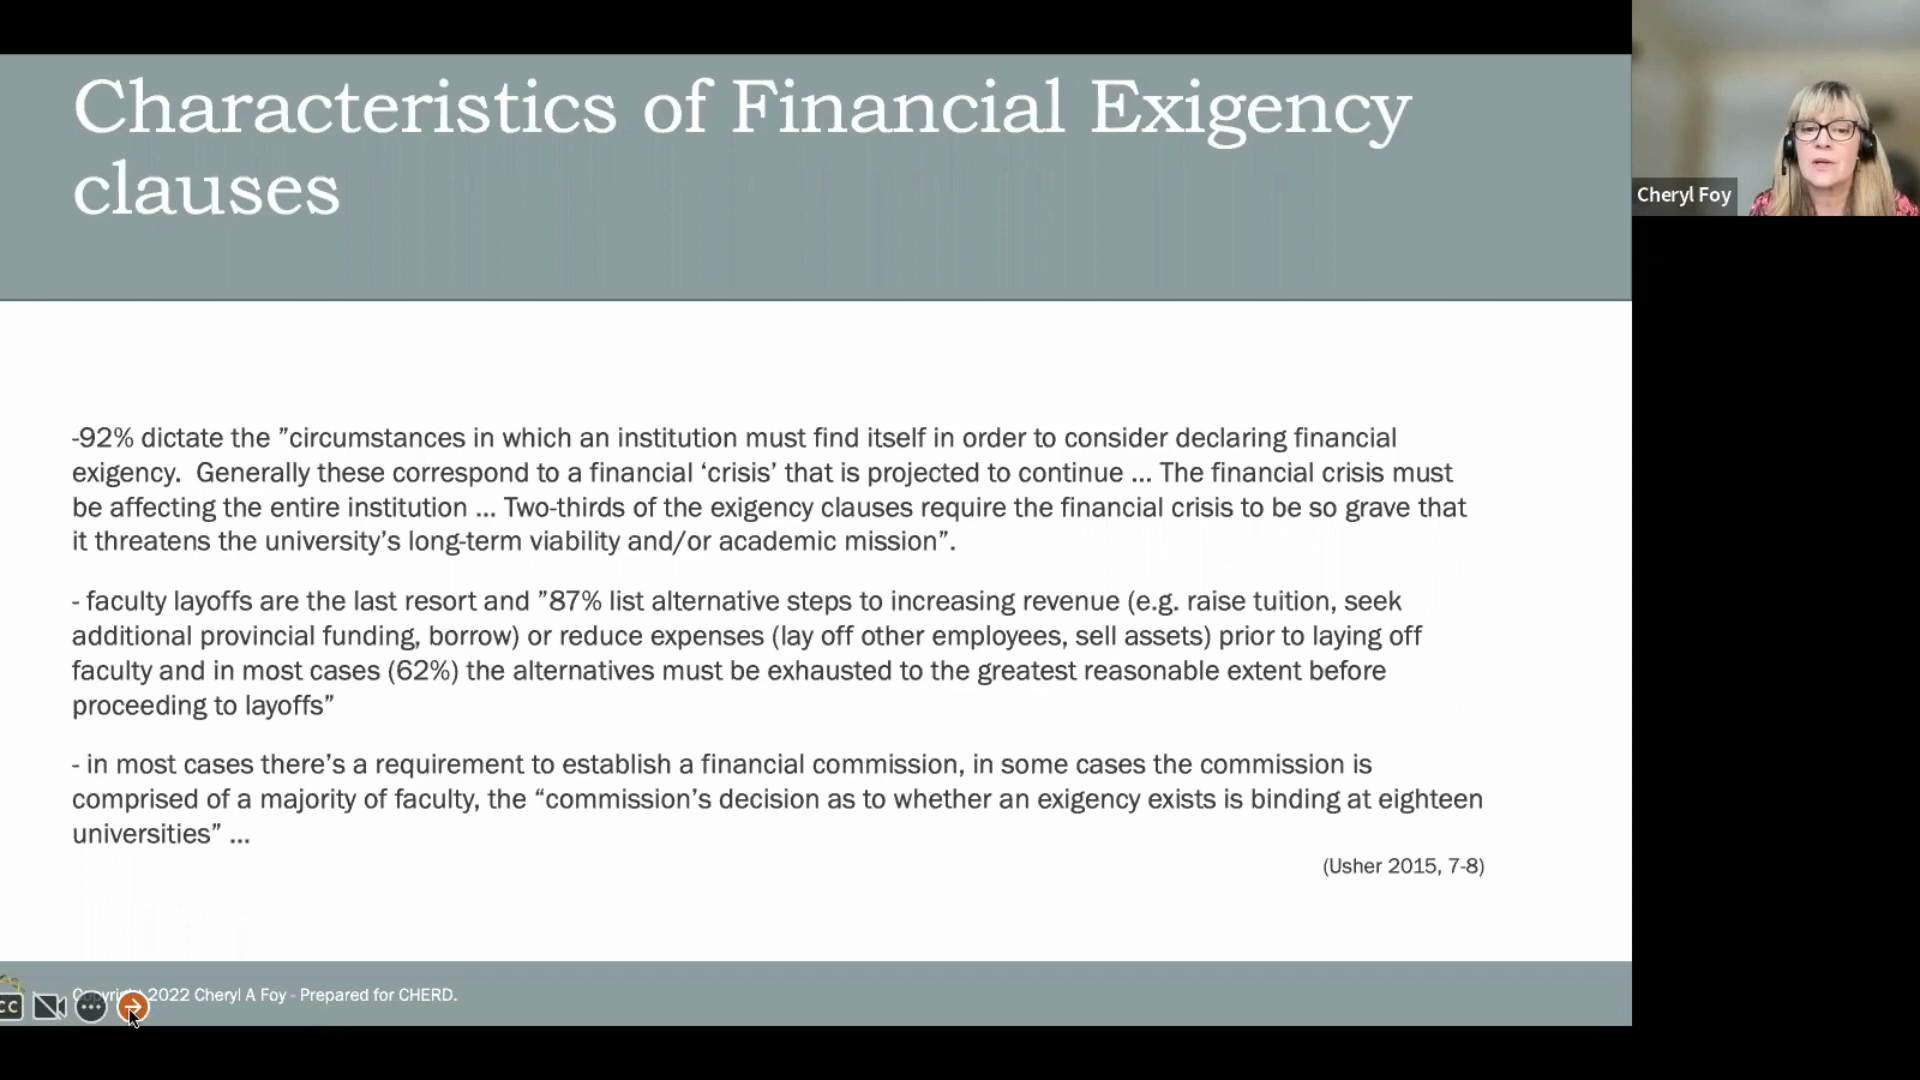 Characteristics of Financial Exigency
clauses
Cheryl Foy
-92% dictate the ”circumstances in which an institution must find itself in order to consider declaring financial
exigency.  Generally these correspond to a financial ‘crisis’ that is projected to continue ... The financial crisis must
be affecting the entire institution ... Two-thirds of the exigency clauses require the financial crisis to be so grave that
it threatens the university’s long-term viability and/or academic mission”.
- faculty layoffs are the last resort and ”87% list alternative steps to increasing revenue (e.g. raise tuition, seek
additional provincial funding, borrow) or reduce expenses (lay off other employees, sell assets) prior to laying off
faculty and in most cases (62%) the alternatives must be exhausted to the greatest reasonable extent before
proceeding to layoffs”
- in most cases there’s a requirement to establish a financial commission, in some cases the commission is
comprised of a majority of faculty, the “commission’s decision as to whether an exigency exists is binding at eighteen
universities” ...
(Usher 2015, 7-8)
Copyright 2022 Cheryl A Foy - Prepared for CHERD.
CC